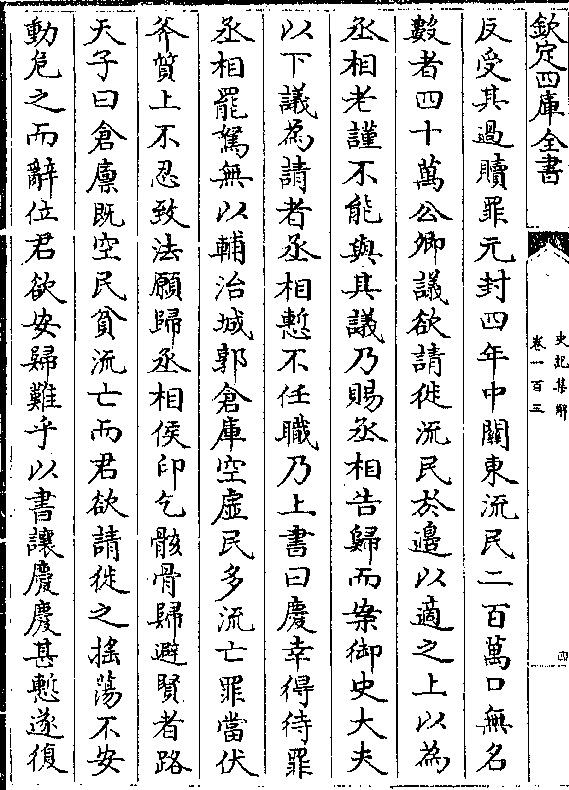 欽定四庫全書
史記集解
卷一百三
四
反受其過贖罪元封四年中關東流民二百萬口無名
數者四十萬公卿議欲請徙流民於邊以適之上以為
丞相老謹不能與其議乃賜丞相告歸而案御史大夫
以下議為請者丞相慙不任職乃上書曰慶幸得待罪
丞相罷駑無以輔治城郭倉庫空虛民多流亡罪當伏
斧質上不忍致法願歸丞相侯印乞骸骨歸避賢者路
天子曰倉廩既空民貧流亡而君欲請徙之搖蕩不安
動危之而辭位君欲安歸難乎以書讓慶慶甚慙遂復